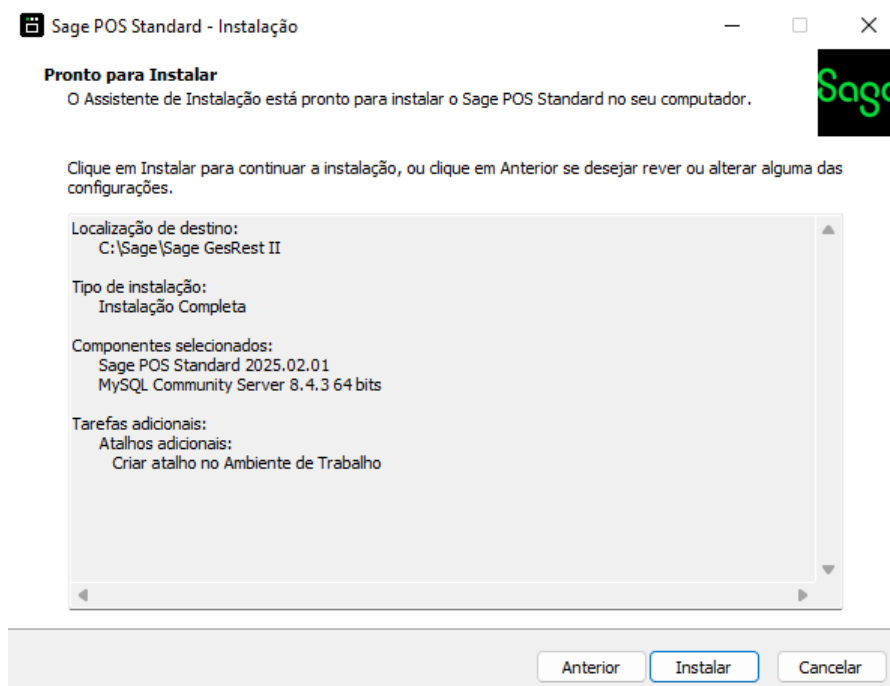 Sage POS Standard - Instalação
Pronto para Instalar
O Assistente de Instalação está pronto para instalar o Sage POS Standard no seu computador.
Sage
Clique em Instalar para continuar a instalação, ou clique em Anterior se desejar rever ou alterar alguma das
configurações.
Localização de destino:
C:\Sage\Sage GesRest II
Tipo de instalação:
Instalação Completa
Componentes selecionados:
Sage POS Standard 2025.02.01
MySQL Community Server 8.4.3 64 bits
Tarefas adicionais:
Atalhos adicionais:
Criar atalho no Ambiente de Trabalho
Anterior
Instalar
Cancelar